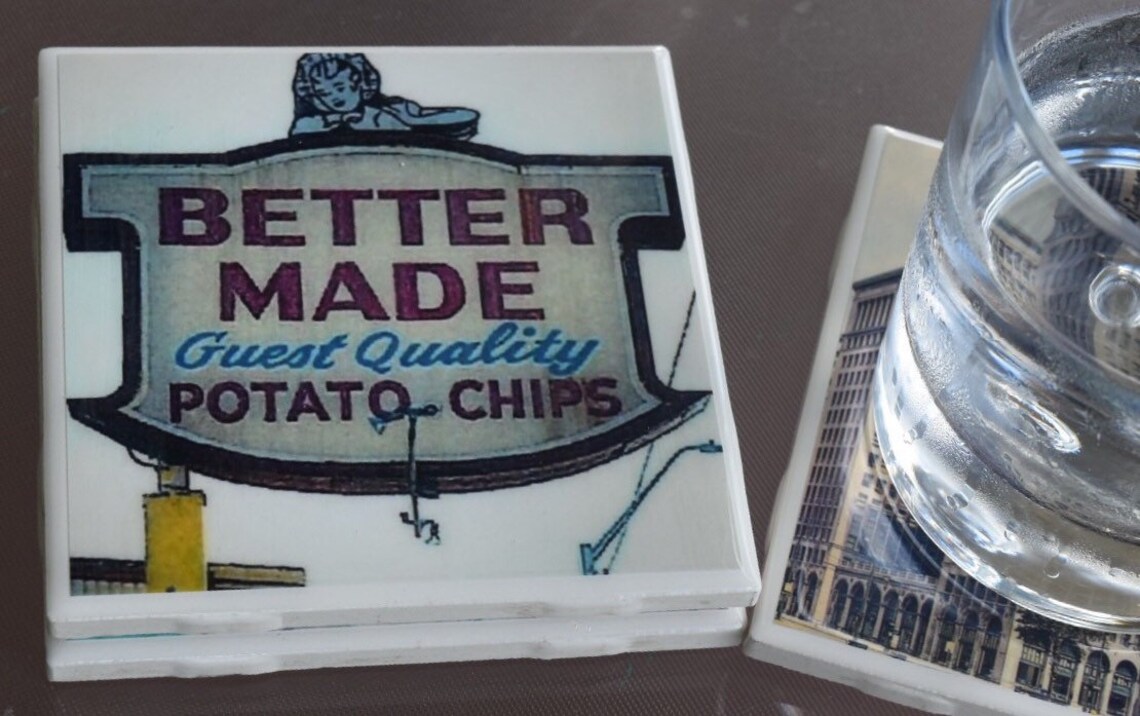 BETTER
MADE
Guest Quality
POTATO CHIPS